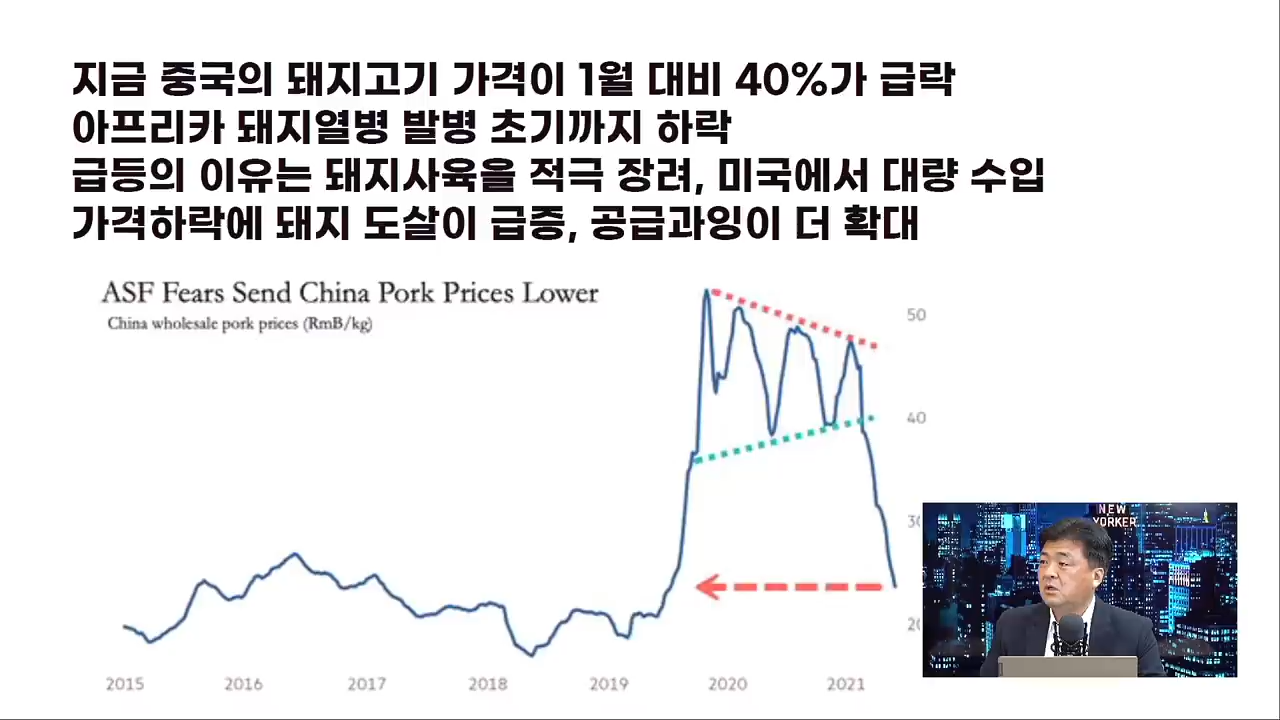 지금 중국의 돼지고기 가격이 1월 대비 40%가 급락
아프리카 돼지열병 발병 초기까지 하락
급등의 이유는 돼지사육을 적극 장려, 미국에서 대량 수입
가격하락에 돼지 도살이 급증, 공급과잉이 더 확대
ASF Fears Send China Pork Prices Lower
China wholesale pork prices (RmB/kg)
50
40
NEW
YORKER
2015 2016 2017 2018 2019 2020 2021